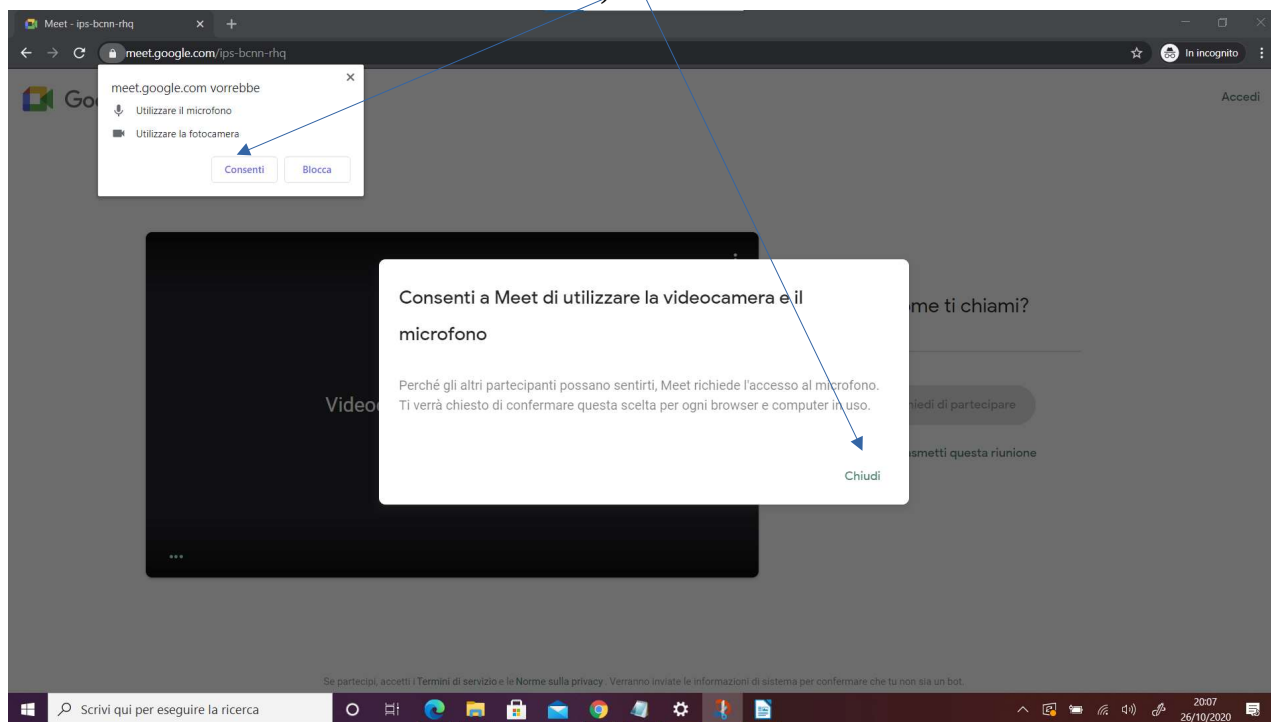 Meet - ips-bcnn-rhq
meet.google.com/ips-bcnn-rhq
In incognito
meet.google.com vorrebbe
Utilizzare il microfono
Utilizzare la fotocamera
Consenti Blocca
Goo
Accedi
Consenti a Meet di utilizzare la videocamera e il
microfono
Perché gli altri partecipanti possano sentirti, Meet richiede l'accesso al microfono.
Ti verrà chiesto di confermare questa scelta per ogni browser e computer in uso.
Chiudi
Video
ome ti chiami?
hiedi di partecipare
smetti questa riunione
Se partecipi, accetti i Termini di servizio e le Norme sulla privacy. Verranno inviate le informazioni di sistema per confermare che tu non sia un bot.
Scrivi qui per eseguire la ricerca
20:07
26/10/2020